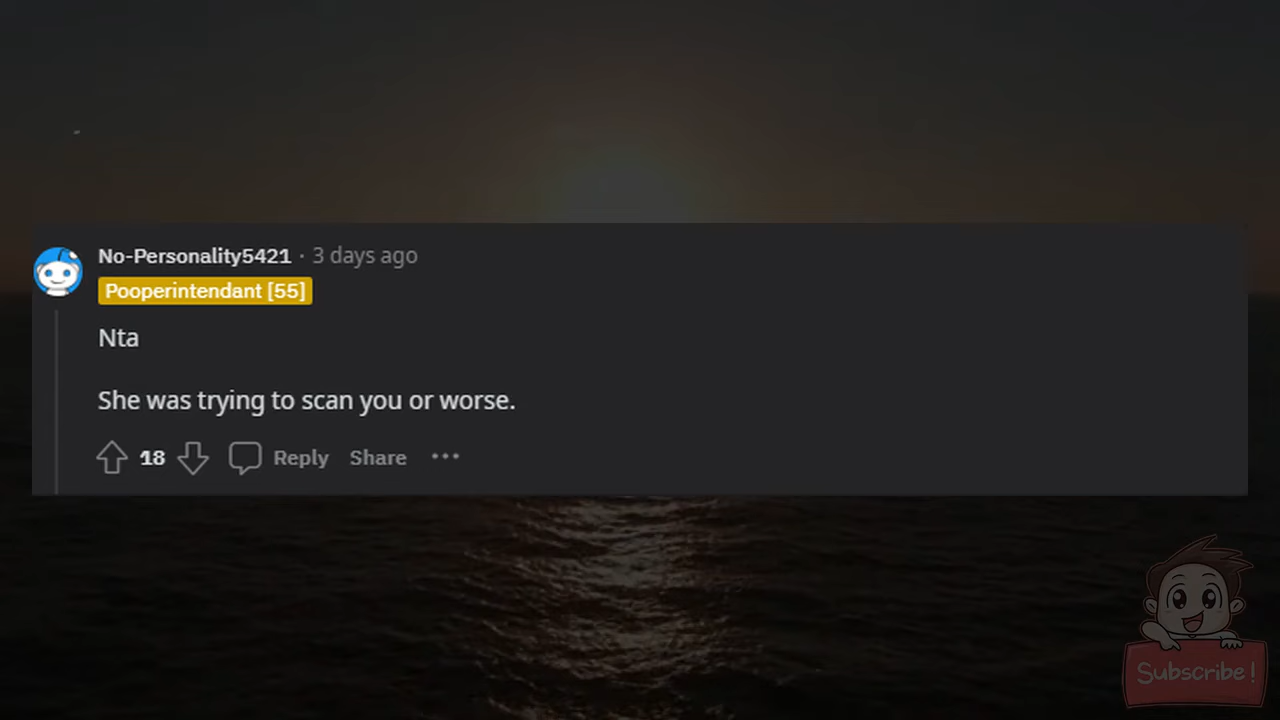 No-Personality5421 · 3 days ago
Pooperintendant [55]
Nta
She was trying to scan you or worse.
18 Reply Share ...
Subscribe!